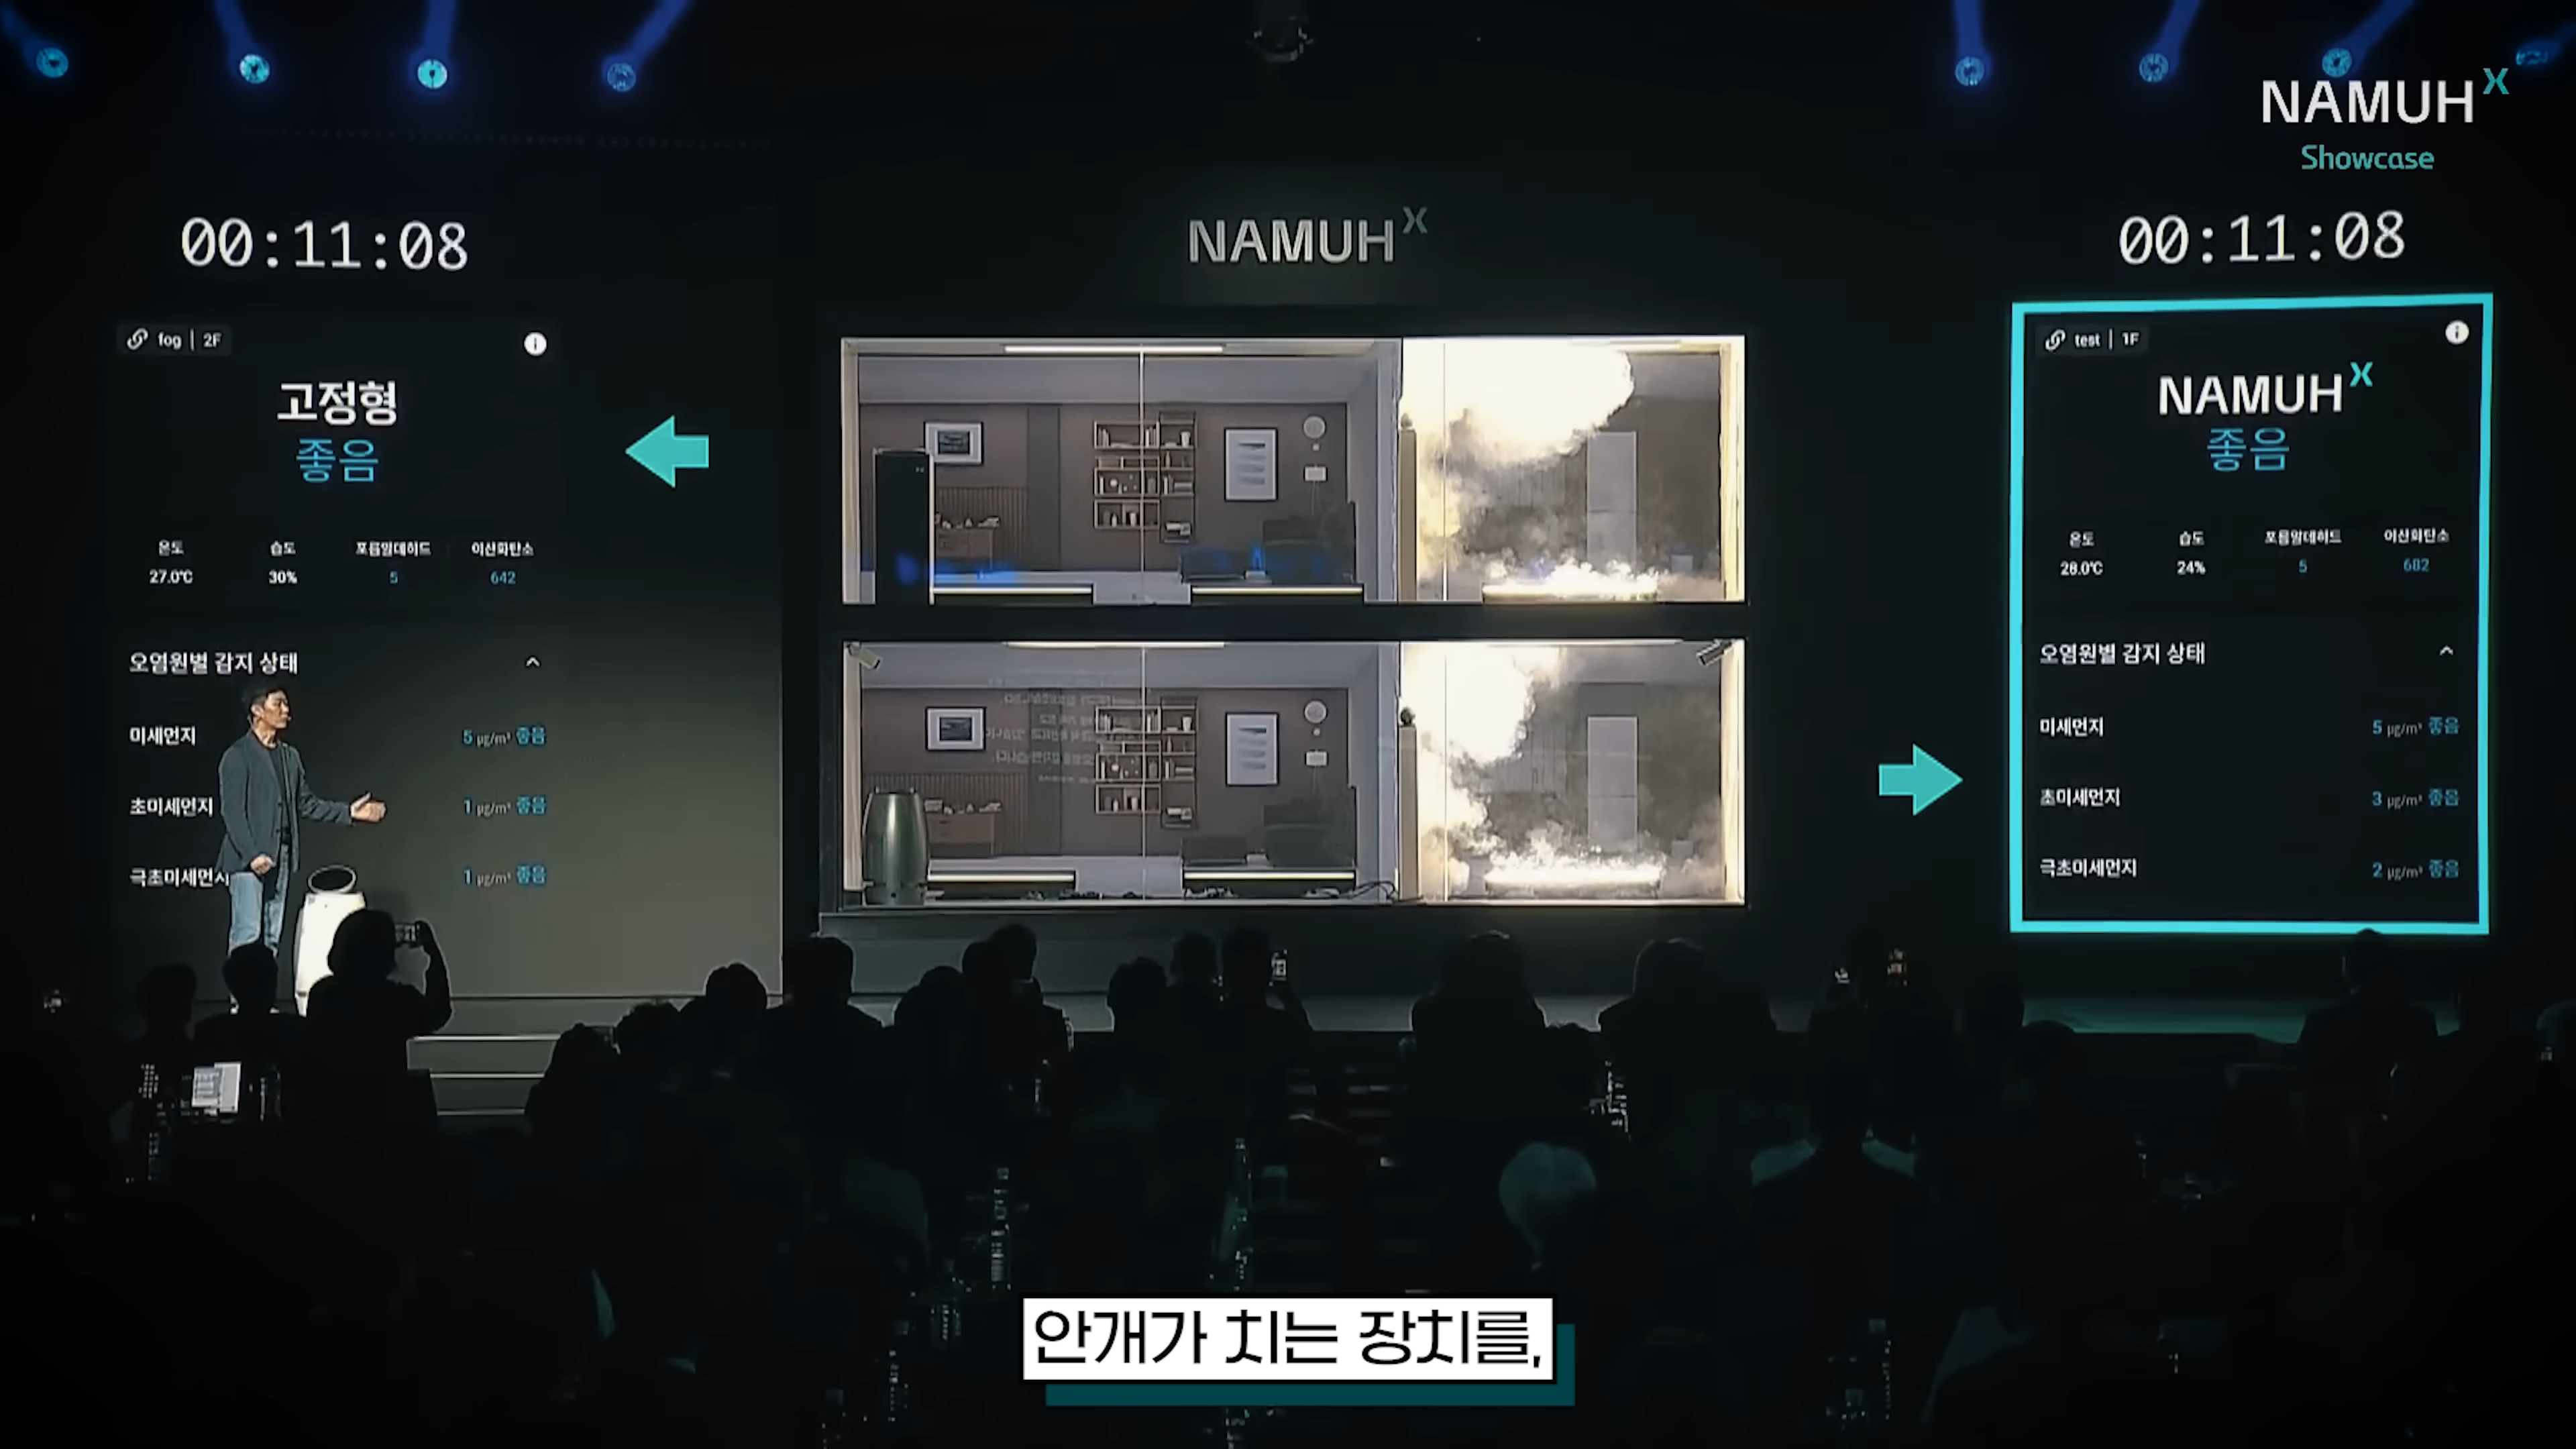 NAMUH X
Showcase
00:11:08
NAMUH X
00:11:08
fog | 2F
고정형
좋음
온도 습도 포름알데히드 이산화탄소
27.0℃ 30% 5 642
오염원별 감지 상태
미세먼지 5 μg/m³ 좋음
초미세먼지 1 μg/m³ 좋음
극초미세먼지 1 μg/m³ 좋음
test | 1F
NAMUH X
좋음
온도 습도 포름알데히드 이산화탄소
28.0℃ 24% 5 682
오염원별 감지 상태
미세먼지 5 μg/m³ 좋음
초미세먼지 3 μg/m³ 좋음
극초미세먼지 2 μg/m³ 좋음
안개가 치는 장치를,